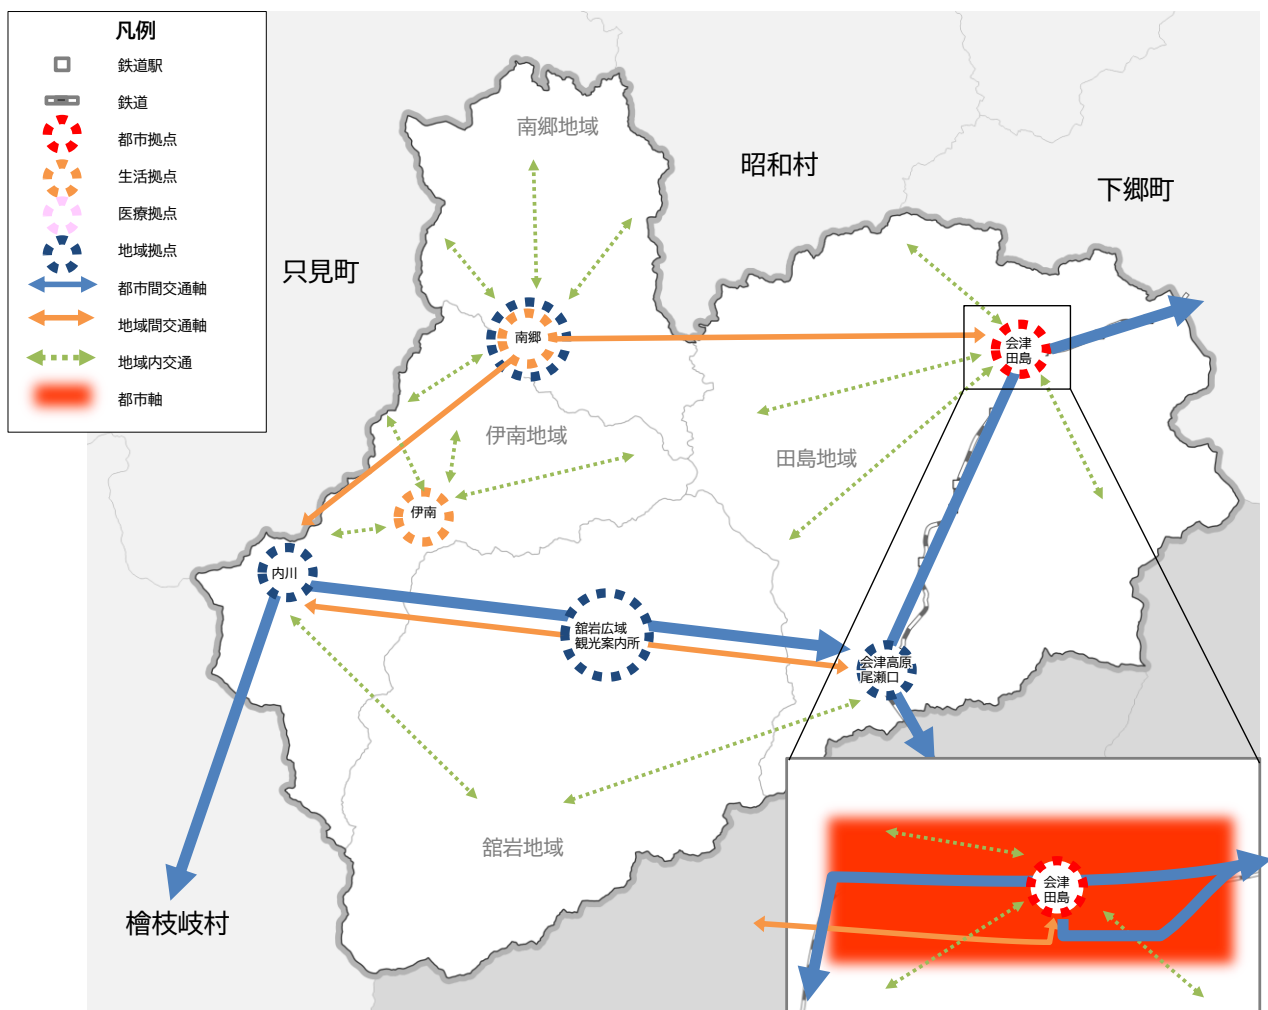 凡例
鉄道駅
鉄道
都市拠点
生活拠点
医療拠点
地域拠点
都市間交通軸
地域間交通軸
地域内交通
都市軸
南郷地域
昭和村
下郷町
只見町
南郷
会津
田島
伊南地域
田島地域
伊南
内川
舘岩広域
観光案内所
会津高原
尾瀬口
舘岩地域
檜枝岐村
会津
田島